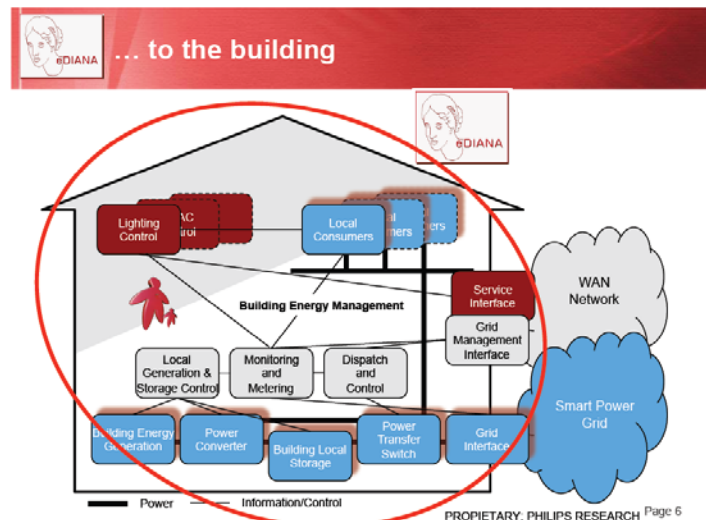 eDIANA
... to the building
eDIANA
Lighting
Control
AC
Local
Consumers
Building Energy Management
Service
Interface
WAN
Network
Grid
Management
Interface
Local
Generation &
Storage Control
Monitoring
and
Metering
Dispatch
and
Control
Smart Power
Grid
Building Energy
Generation
Power
Converter
Building Local
Storage
Power
Transfer
Switch
Grid
Interface
Power
Information/Control
PROPIETARY: PHILIPS RESEARCH Page 6